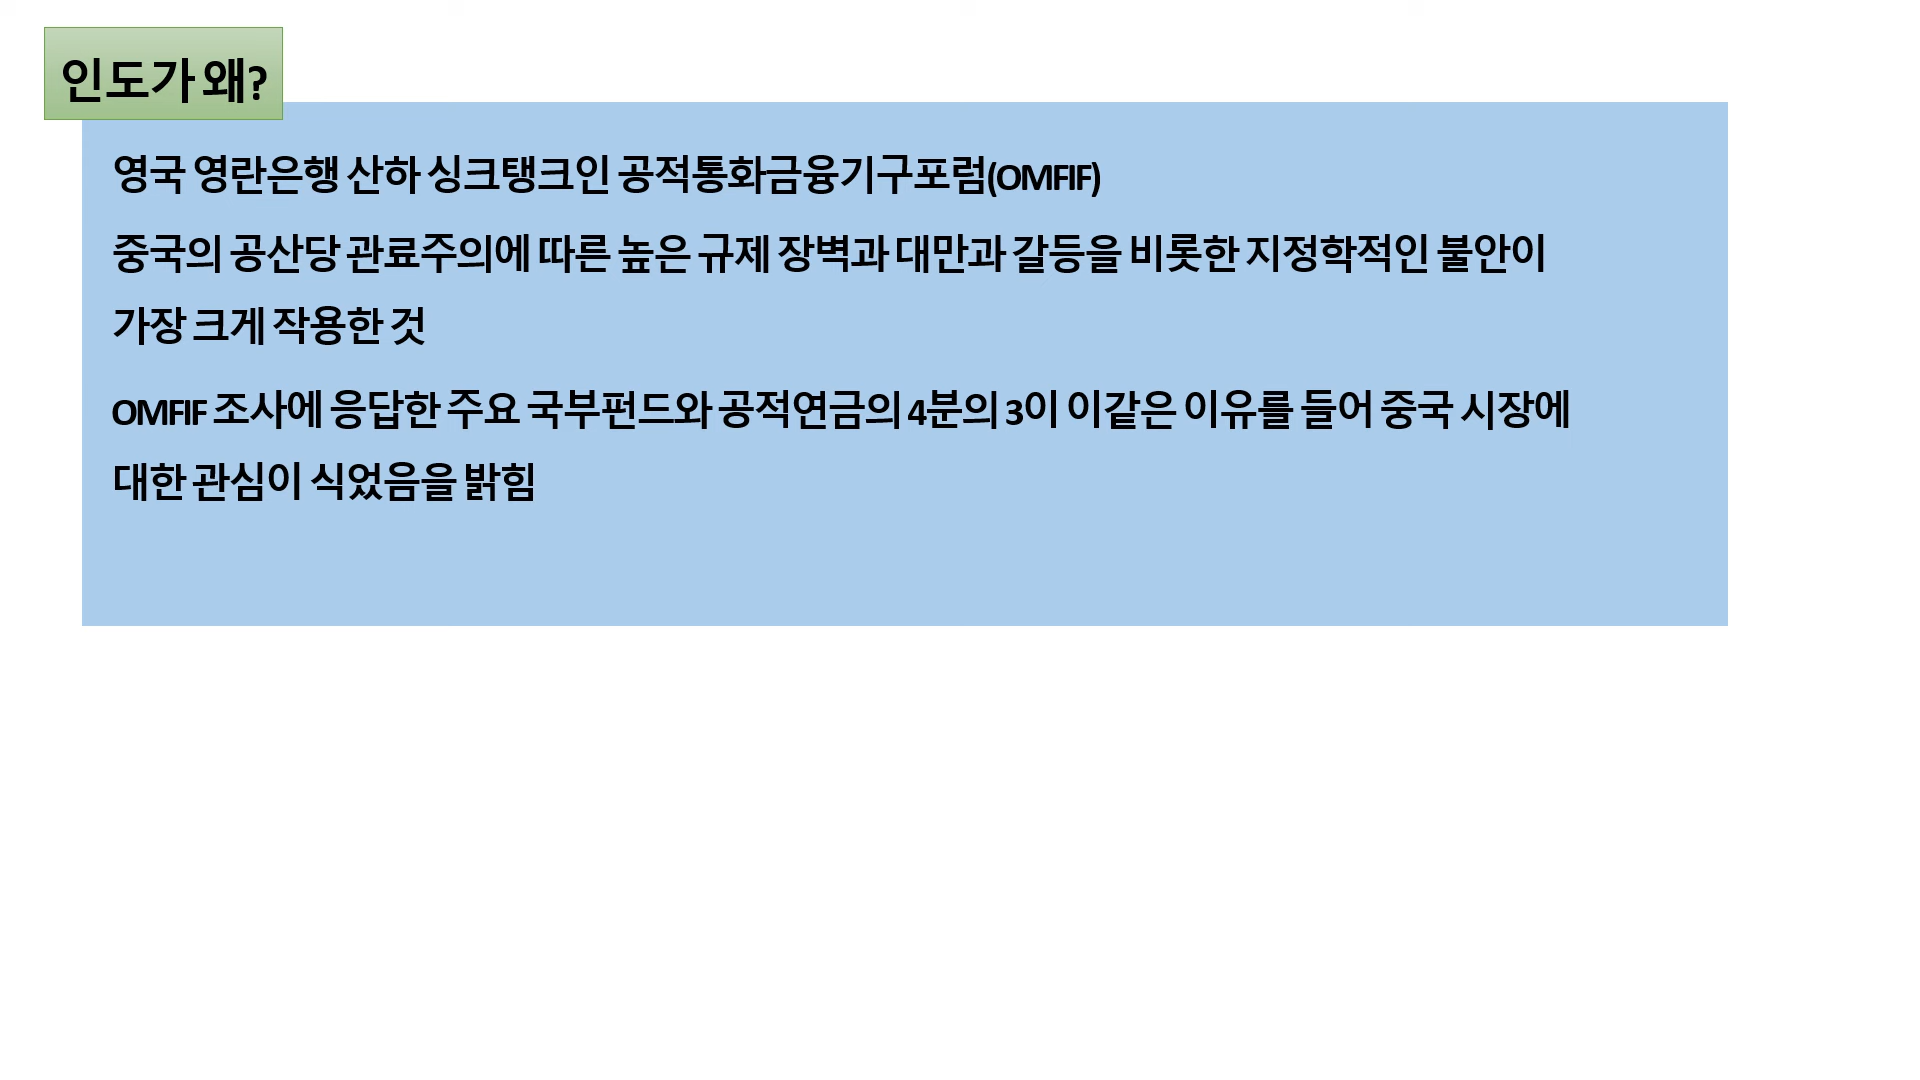 인도가 왜?
영국 영란은행 산하 싱크탱크인 공적통화금융기구포럼(OMFIF)
중국의 공산당 관료주의에 따른 높은 규제 장벽과 대만과 갈등을 비롯한 지정학적인 불안이
가장 크게 작용한 것
OMFIF 조사에 응답한 주요 국부펀드와 공적연금의 4분의 3이 이같은 이유를 들어 중국 시장에
대한 관심이 식었음을 밝힘